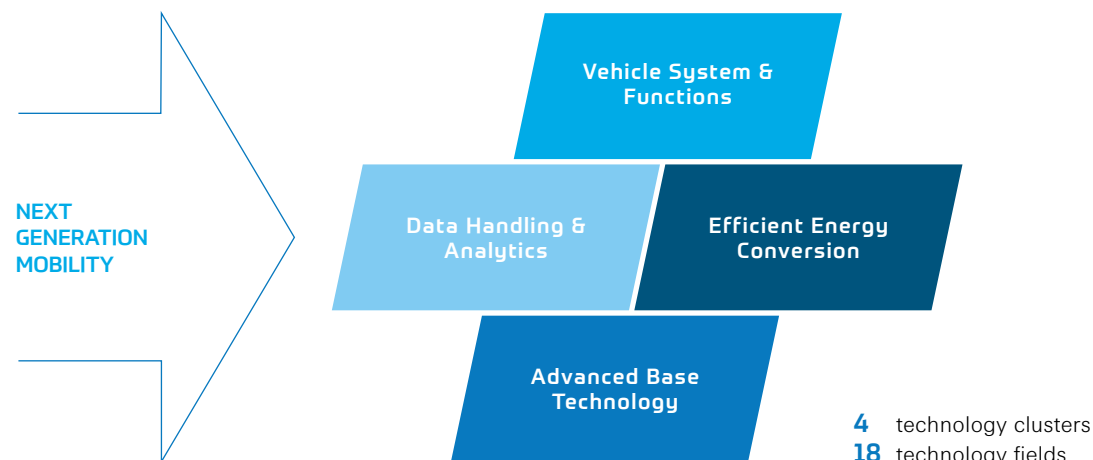 Vehicle System &
Functions
NEXT
GENERATION
MOBILITY
Data Handling &
Analytics
Efficient Energy
Conversion
Advanced Base
Technology
4 technology clusters
18 technology fields